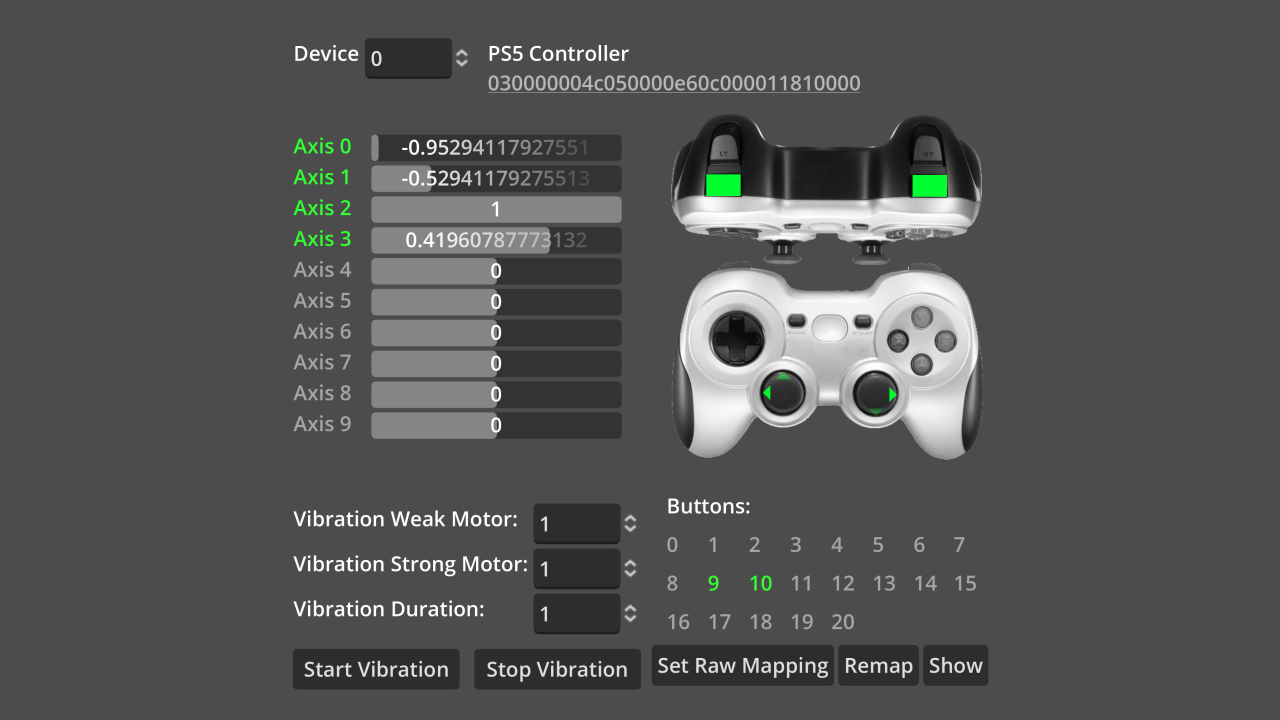 Device 0 PS5 Controller
030000004c050000e60c000011810000
Axis 0 -0.95294117927551
Axis 1 -0.52941179275513
Axis 2 1
Axis 3 0.41960787773132
Axis 4 0
Axis 5 0
Axis 6 0
Axis 7 0
Axis 8 0
Axis 9 0
LT RT
Vibration Weak Motor: 1
Vibration Strong Motor: 1
Vibration Duration: 1
Buttons:
0 1 2 3 4 5 6 7
8 9 10 11 12 13 14 15
16 17 18 19 20
Start Vibration Stop Vibration Set Raw Mapping Remap Show